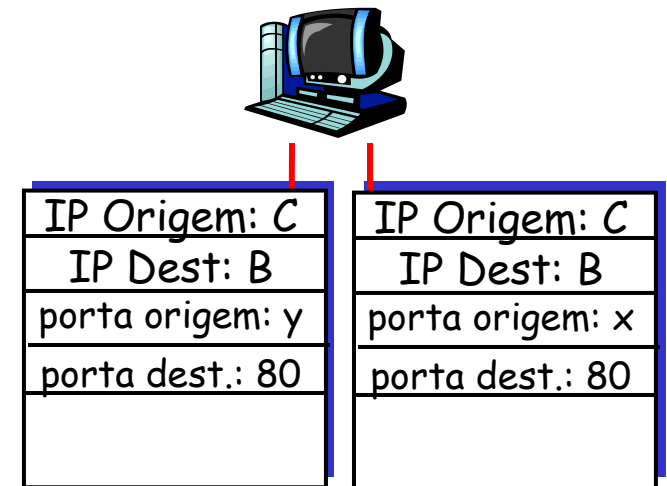 IP Origem: C
IP Dest: B
porta origem: y
porta dest.: 80
IP Origem: C
IP Dest: B
porta origem: x
porta dest.: 80